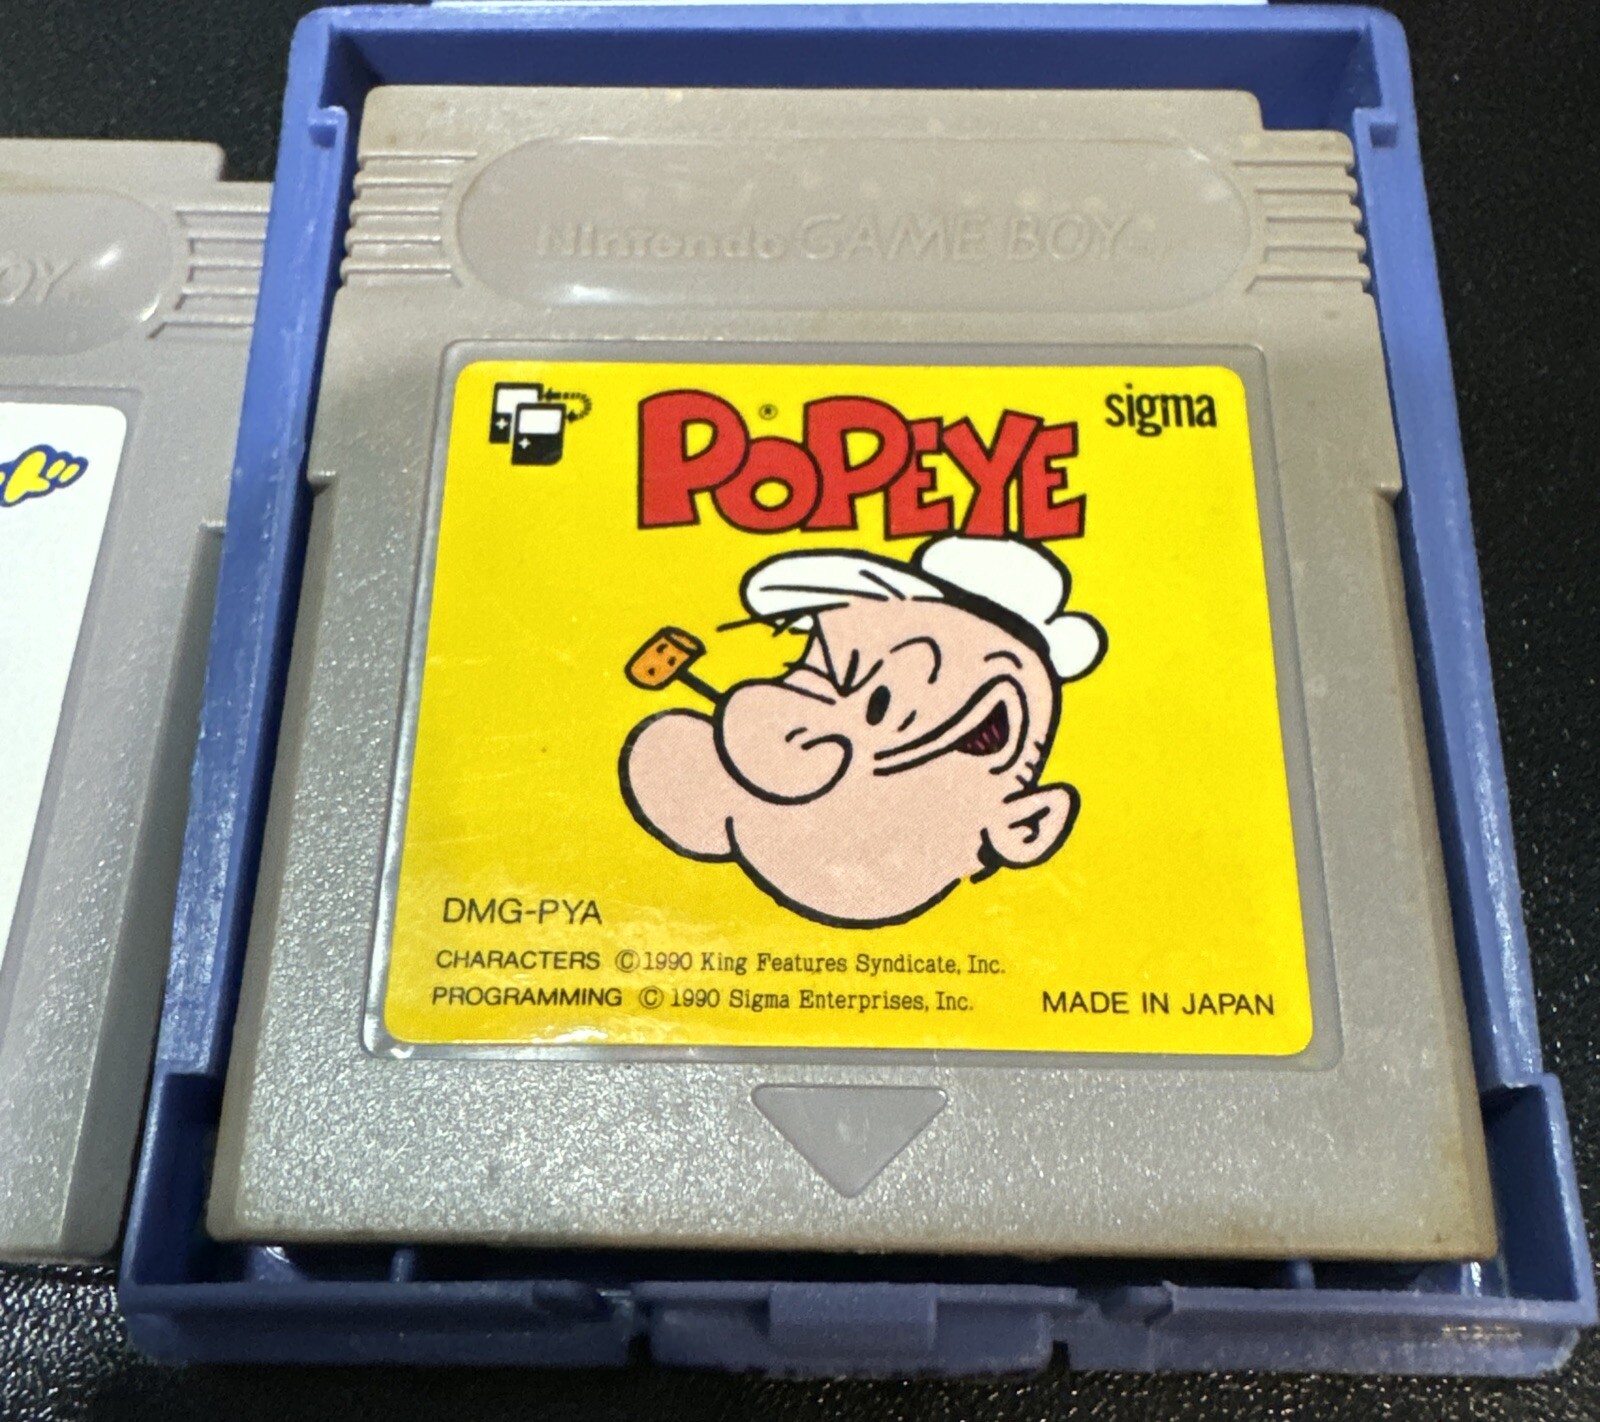 Nintendo GAME BOY
OY
POPEYE ®
sigma
DMG-PYA
CHARACTERS ©1990 King Features Syndicate, Inc.
PROGRAMMING © 1990 Sigma Enterprises, Inc.
MADE IN JAPAN